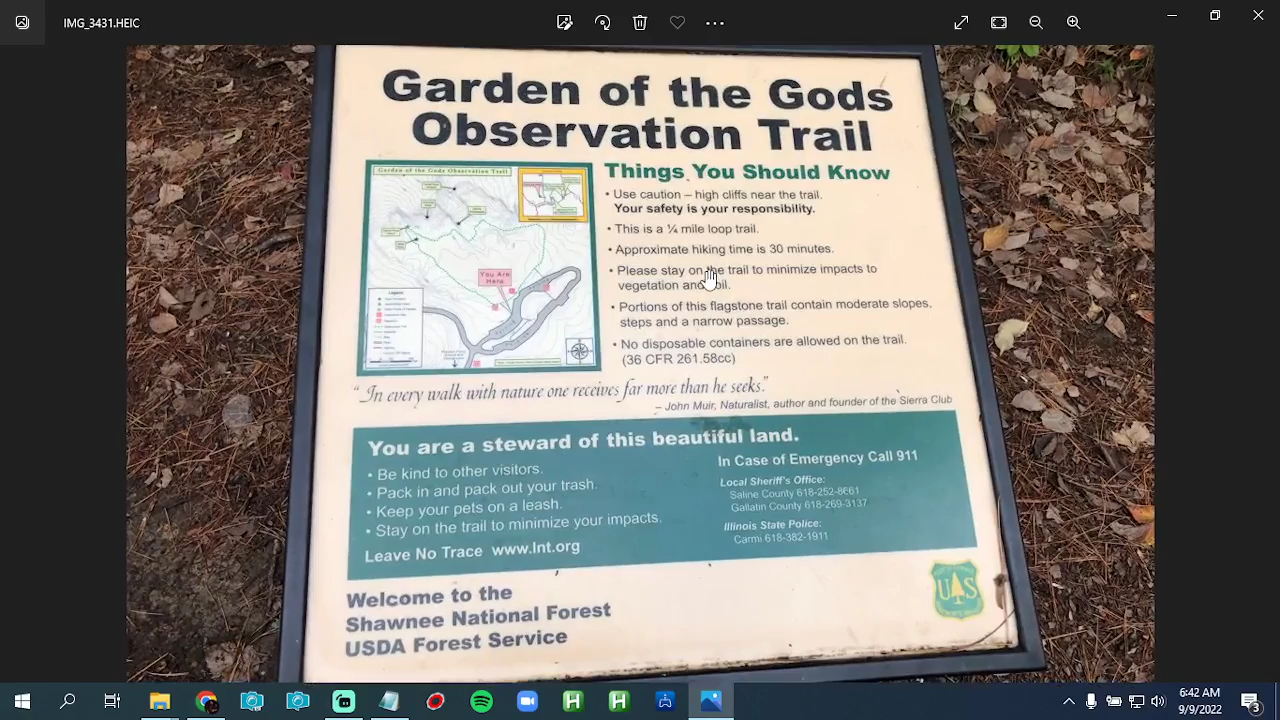 IMG_3431.HEIC
Garden of the Gods
Observation Trail
Garden of the Gods Observation Trail
You Are
Here
Things You Should Know
• Use caution – high cliffs near the trail.
Your safety is your responsibility.
• This is a ¼ mile loop trail.
• Approximate hiking time is 30 minutes.
• Please stay on the trail to minimize impacts to
vegetation and soil.
• Portions of this flagstone trail contain moderate slopes,
steps and a narrow passage.
• No disposable containers are allowed on the trail.
(36 CFR 261.58cc)
“ In every walk with nature one receives far more than he seeks.”
– John Muir, Naturalist, author and founder of the Sierra Club
You are a steward of this beautiful land.
• Be kind to other visitors.
• Pack in and pack out your trash.
• Keep your pets on a leash.
• Stay on the trail to minimize your impacts.
Leave No Trace www.lnt.org
In Case of Emergency Call 911
Local Sheriff's Office:
Saline County 618-252-8661
Gallatin County 618-269-3137
Illinois State Police:
Carmi 618-382-1911
Welcome to the
Shawnee National Forest
USDA Forest Service
U S
6:42 AM
9/9/2022